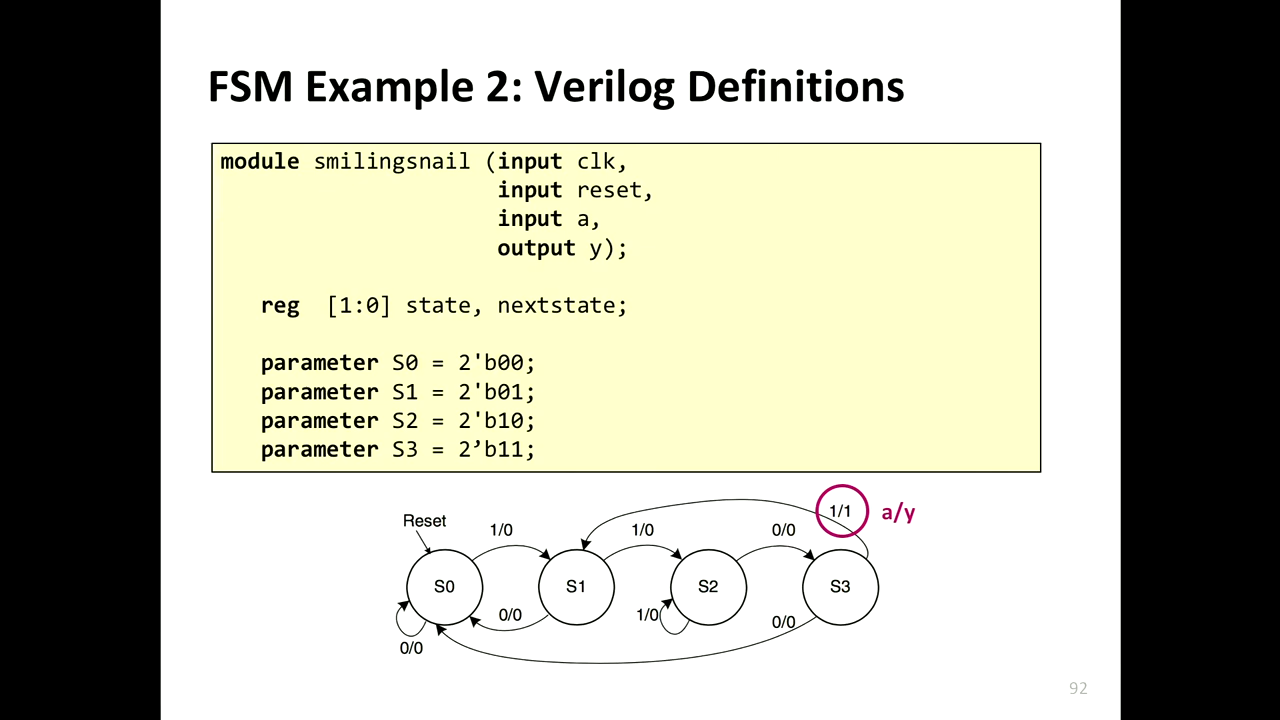 FSM Example 2: Verilog Definitions
module smilingsnail (input clk,
input reset,
input a,
output y);
reg [1:0] state, nextstate;
parameter S0 = 2'b00;
parameter S1 = 2'b01;
parameter S2 = 2'b10;
parameter S3 = 2’b11;
1/1
a/y
Reset
1/0
1/0
0/0
S0
S1
S2
S3
0/0
1/0
0/0
0/0
92